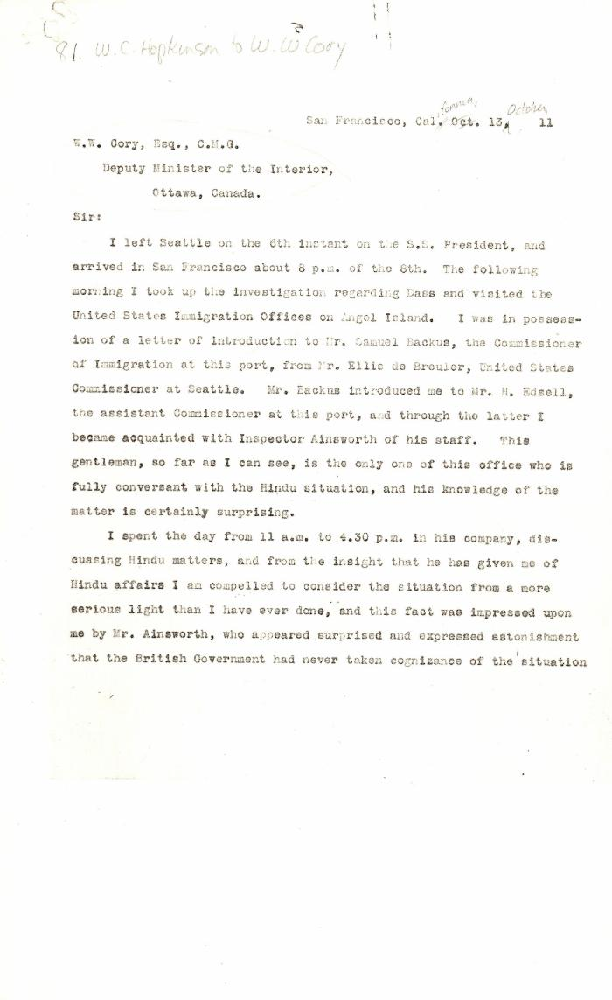 81. W.C. Hopkinson to W.W Cory
fornia, October,
San Francisco, Cal. Oct. 13, 11
W.W. Cory, Esq., C.M.G.
Deputy Minister of the Interior,
Ottawa, Canada.
Sir:
I left Seattle on the 6th instant on the S.S. President, and
arrived in San Francisco about 8 p.m. of the 8th. The following
morning I took up the investigation regarding Dass and visited the
United States Immigration Offices on Angel Island. I was in possess-
ion of a letter of introduction to Mr. Samuel Backus, the Commissioner
of Immigration at this port, from Mr. Ellis de Breuler, United States
Commissioner at Seattle. Mr. Backus introduced me to Mr. H. Edsell,
the assistant Commissioner at this port, and through the latter I
became acquainted with Inspector Ainsworth of his staff. This
gentleman, so far as I can see, is the only one of this office who is
fully conversant with the Hindu situation, and his knowledge of the
matter is certainly surprising.
I spent the day from 11 a.m. to 4.30 p.m. in his company, dis-
cussing Hindu matters, and from the insight that he has given me of
Hindu affairs I am compelled to consider the situation from a more
serious light than I have ever done, and this fact was impressed upon
me by Mr. Ainsworth, who appeared surprised and expressed astonishment
that the British Government had never taken cognizance of the situation